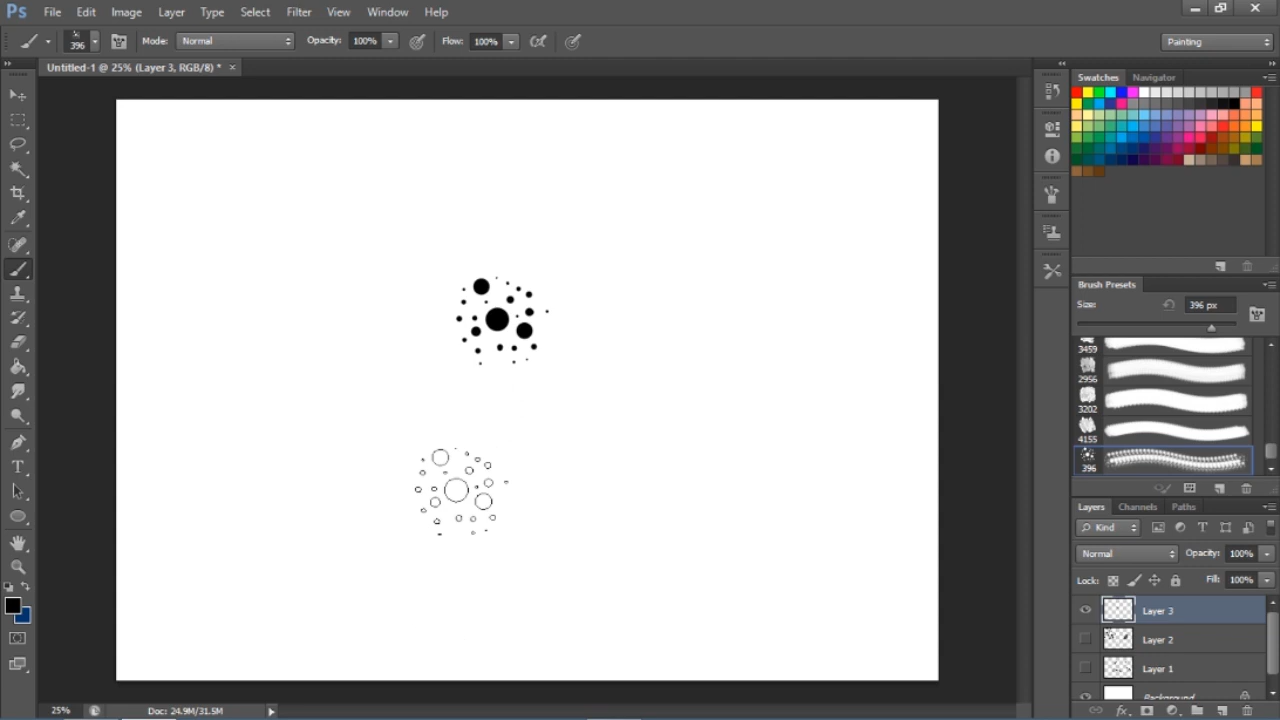 Ps File Edit Image Layer Type Select Filter View Window Help
396 Mode: Normal Opacity: 100% Flow: 100% Painting
Untitled-1 @ 25% (Layer 3, RGB/8) * ×
Swatches Navigator
Brush Presets
Size: 396 px
3459
2956
3202
4155
396
Layers Channels Paths
Kind
Normal Opacity: 100%
Lock: Fill: 100%
Layer 3
Layer 2
Layer 1
Background
25% Doc: 24.9M/31.5M